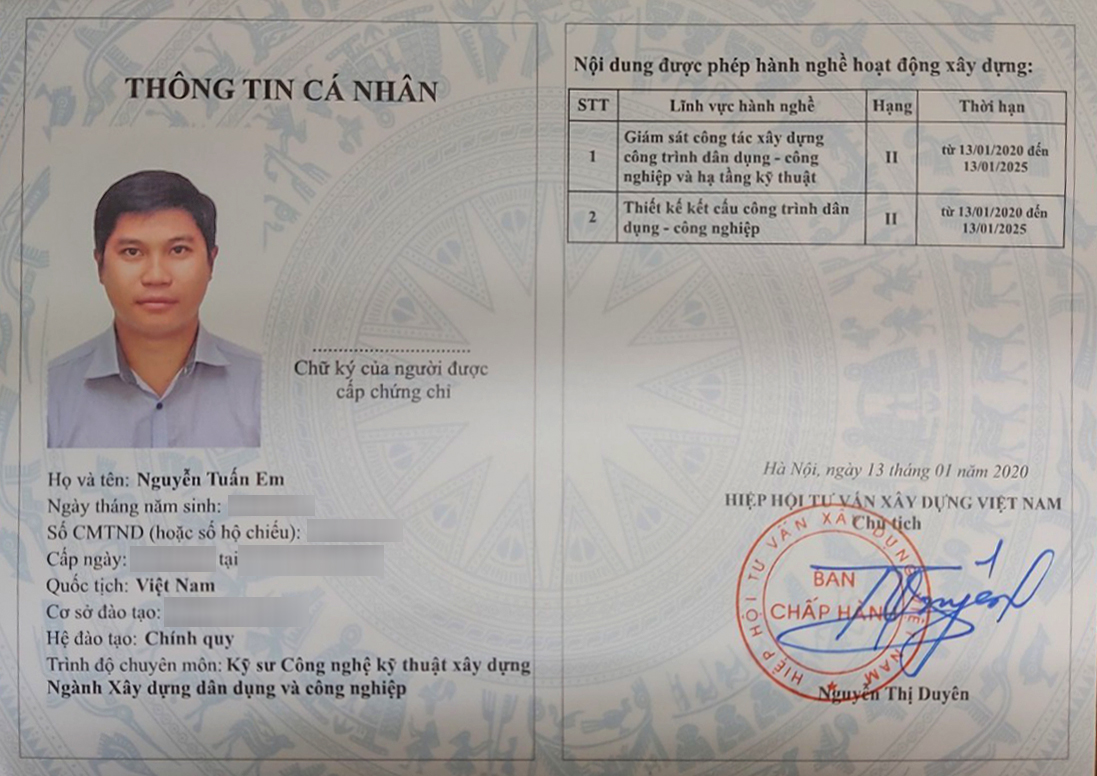 THÔNG TIN CÁ NHÂN
Chữ ký của người được
cấp chứng chỉ
Họ và tên: Nguyễn Tuấn Em
Ngày tháng năm sinh:
Số CMTND (hoặc số hộ chiếu):
Cấp ngày: tại
Quốc tịch: Việt Nam
Cơ sở đào tạo:
Hệ đào tạo: Chính quy
Trình độ chuyên môn: Kỹ sư Công nghệ kỹ thuật xây dựng
Ngành Xây dựng dân dụng và công nghiệp
Nội dung được phép hành nghề hoạt động xây dựng:
STT Lĩnh vực hành nghề Hạng Thời hạn
1 Giám sát công tác xây dựng
công trình dân dụng - công
nghiệp và hạ tầng kỹ thuật
II
từ 13/01/2020 đến
13/01/2025
2 Thiết kế kết cấu công trình dân
dụng - công nghiệp
II
từ 13/01/2020 đến
13/01/2025
Hà Nội, ngày 13 tháng 01 năm 2020
HIỆP HỘI TƯ VẤN XÂY DỰNG VIỆT NAM
Chủ tịch
HIỆP HỘI TƯ VẤN XÂY DỰNG VIỆT NAM
BAN
CHẤP HÀNH
Nguyễn Thị Duyên